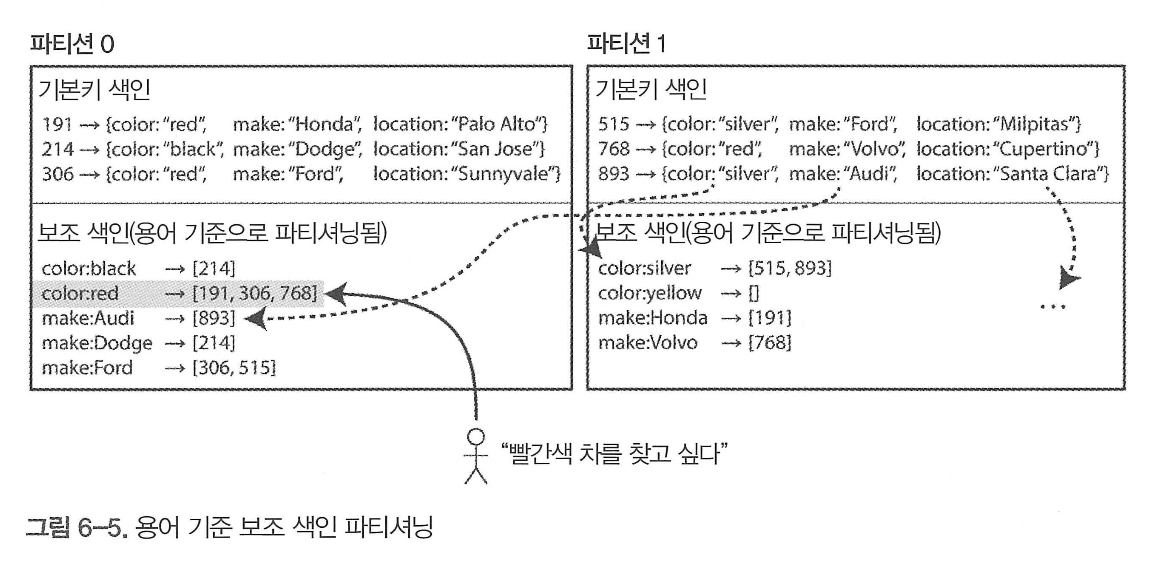 파티션 0
기본키 색인
191 → {color: “red”, make: “Honda”, location: “Palo Alto”}
214 → {color: “black”, make: “Dodge”, location: “San Jose”}
306 → {color: “red”, make: “Ford”, location: “Sunnyvale”}
보조 색인(용어 기준으로 파티셔닝됨)
color:black → [214]
color:red → [191, 306, 768]
make:Audi → [893]
make:Dodge → [214]
make:Ford → [306, 515]
파티션 1
기본키 색인
515 → {color: “silver”, make: “Ford”, location: “Milpitas”}
768 → {color: “red”, make: “Volvo”, location: “Cupertino”}
893 → {color: “silver”, make: “Audi”, location: “Santa Clara”}
보조 색인(용어 기준으로 파티셔닝됨)
color:silver → [515, 893]
color:yellow → []
make:Honda → [191]
make:Volvo → [768]
...
“빨간색 차를 찾고 싶다”
그림 6-5. 용어 기준 보조 색인 파티셔닝